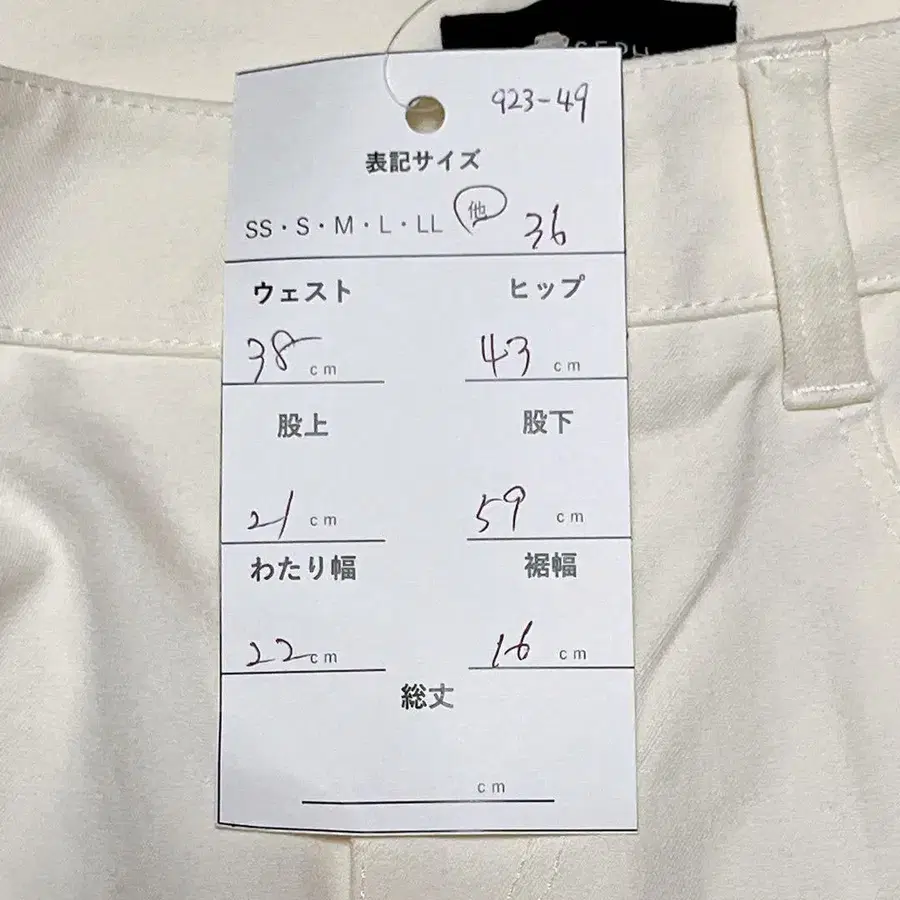 923-49
表記サイズ
SS・S・M・L・LL 他 36
ウェスト ヒップ
38 cm 43 cm
股上 股下
21 cm 59 cm
わたり幅 裾幅
22 cm 16 cm
総丈
cm